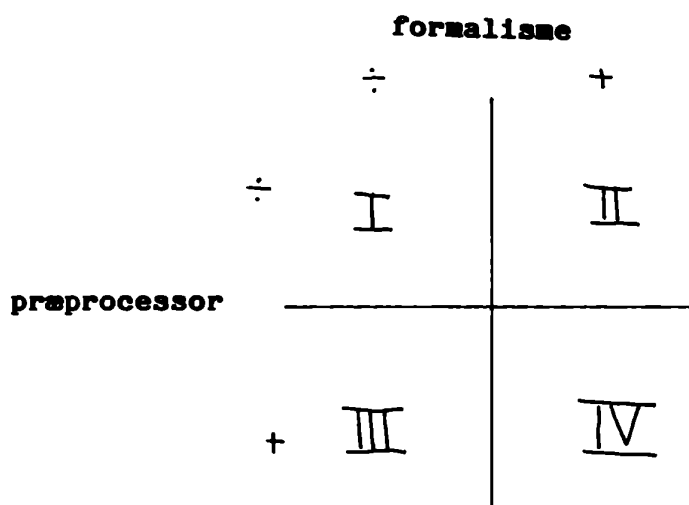 formalisme
÷ +
÷ I II
præprocessor
+ III IV